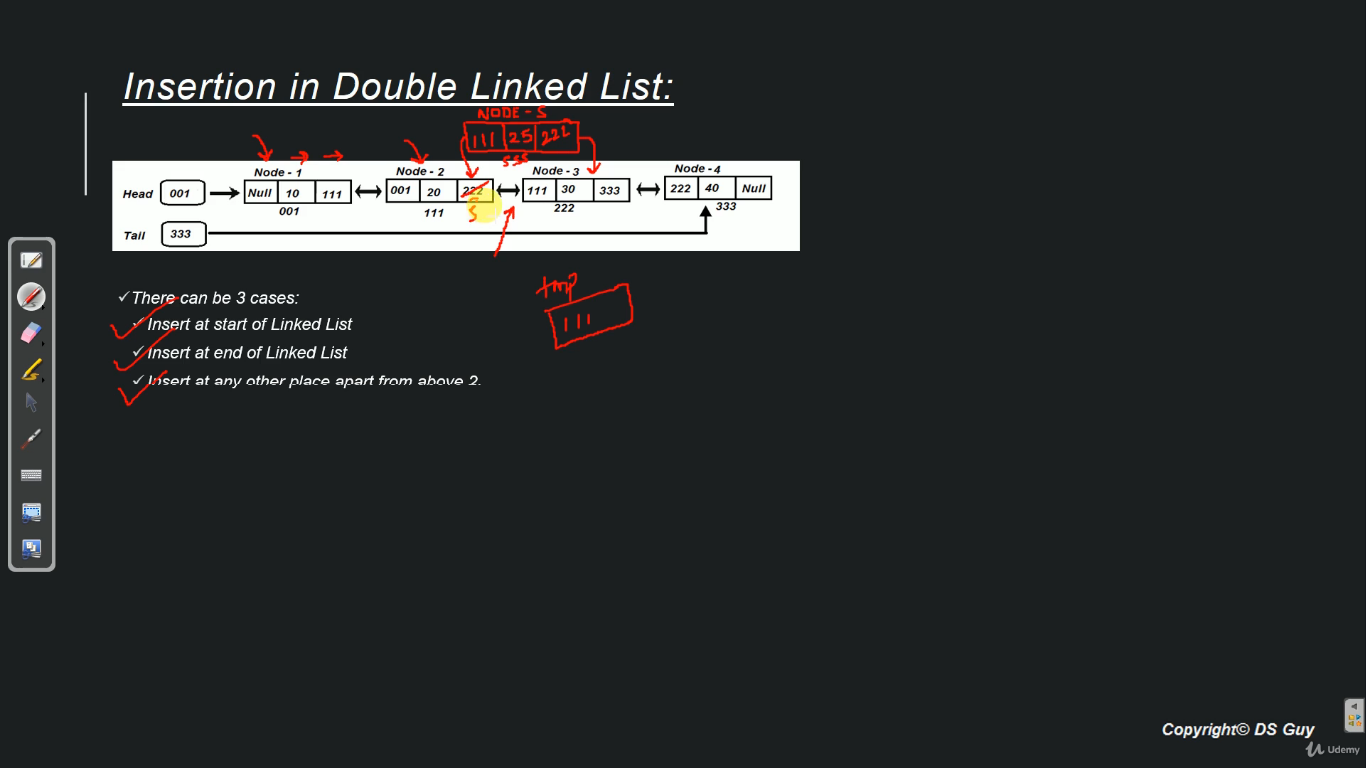 Insertion in Double Linked List:
NODE - 5
111 25 222
555
Node - 1 Node - 2 Node - 3 Node - 4
Head 001 Null 10 111 001 20 222 111 30 333 222 40 Null
001 111 5 222 333
Tail 333
tmp
111
✓There can be 3 cases:
✓Insert at start of Linked List
✓Insert at end of Linked List
✓Insert at any other place apart from above 2.
Copyright© DS Guy
Udemy